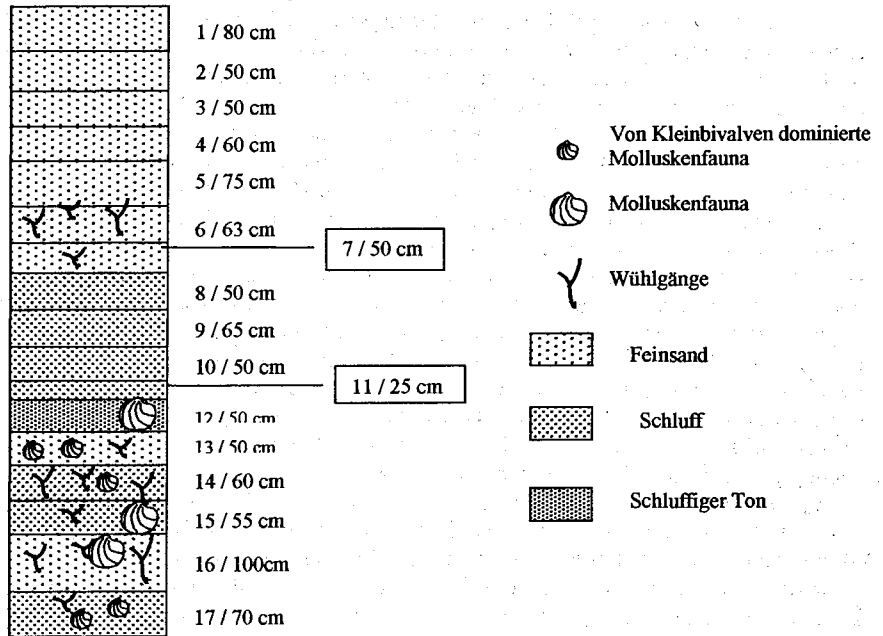 1 / 80 cm
2 / 50 cm
3 / 50 cm
4 / 60 cm
5 / 75 cm
6 / 63 cm
7 / 50 cm
8 / 50 cm
9 / 65 cm
10 / 50 cm
11 / 25 cm
12 / 50 cm
13 / 50 cm
14 / 60 cm
15 / 55 cm
16 / 100cm
17 / 70 cm
Von Kleinbivalven dominierte
Molluskenfauna
Molluskenfauna
Wühlgänge
Feinsand
Schluff
Schluffiger Ton